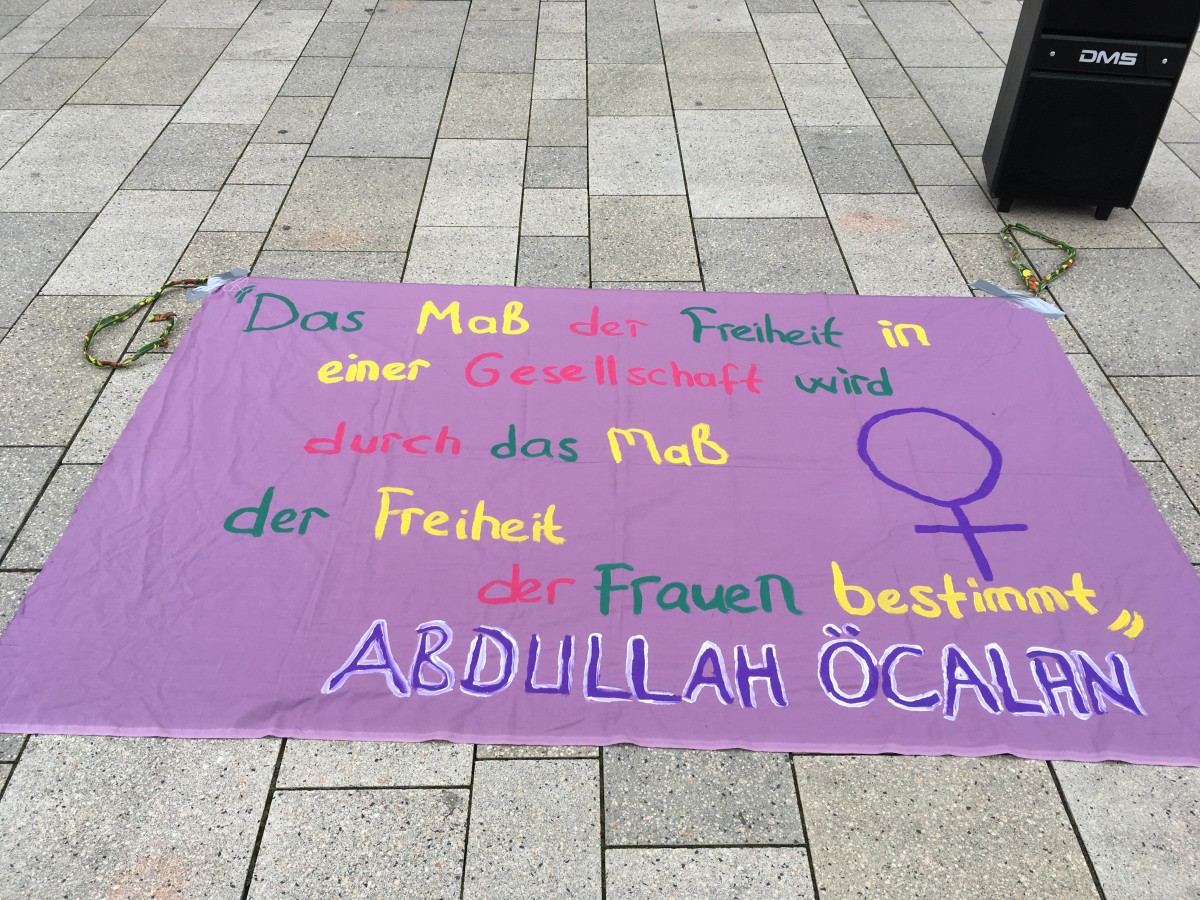 DMS
"Das Maß der Freiheit in
einer Gesellschaft wird
durch das Maß
der Freiheit
der Frauen bestimmt"
ABDULLAH ÖCALAN